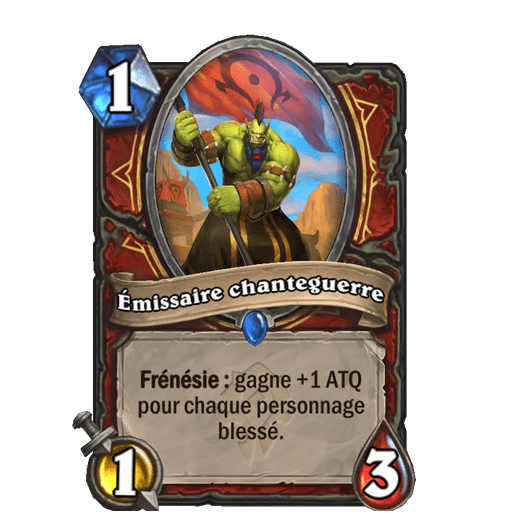 1
Émissaire chanteguerre
Frénésie : gagne +1 ATQ
pour chaque personnage
blessé.
1
3